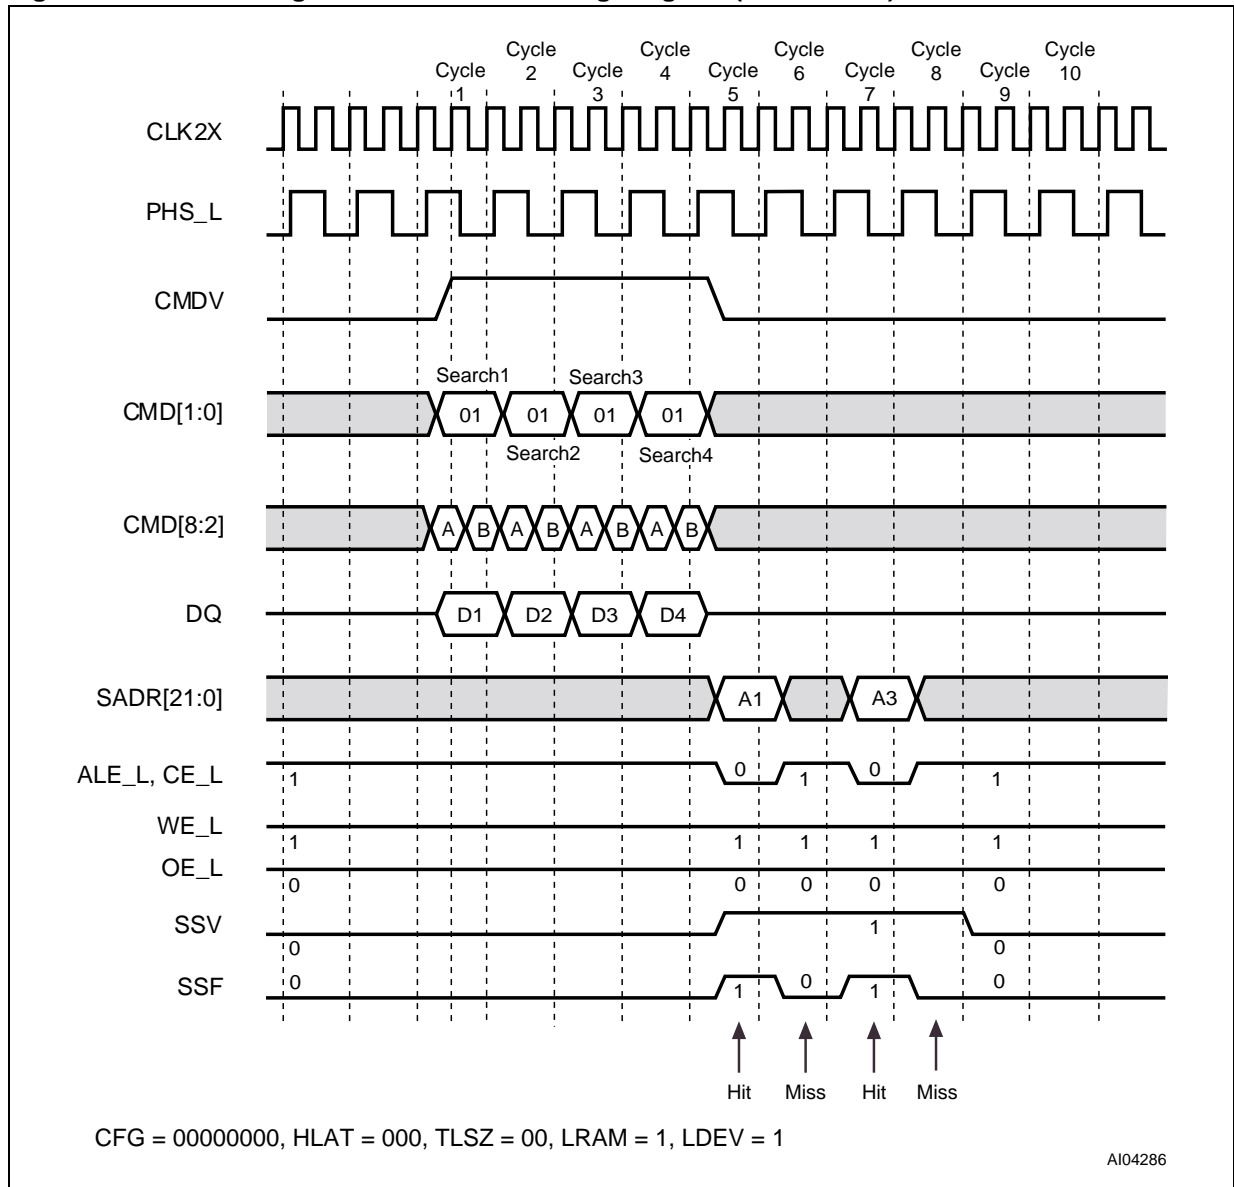 Cycle 1 Cycle 2 Cycle 3 Cycle 4 Cycle 5 Cycle 6 Cycle 7 Cycle 8 Cycle 9 Cycle 10
CLK2X
PHS_L
CMDV
Search1 Search3
CMD[1:0] 01 01 01 01
Search2 Search4
CMD[8:2] A B A B A B A B
DQ D1 D2 D3 D4
SADR[21:0] A1 A3
ALE_L, CE_L 1 0 1 0 1
WE_L 1 1 1 1 1
OE_L 0 0 0 0 0
SSV 0 1 0
SSF 0 1 0 1 0
Hit Miss Hit Miss
CFG = 00000000, HLAT = 000, TLSZ = 00, LRAM = 1, LDEV = 1
AI04286